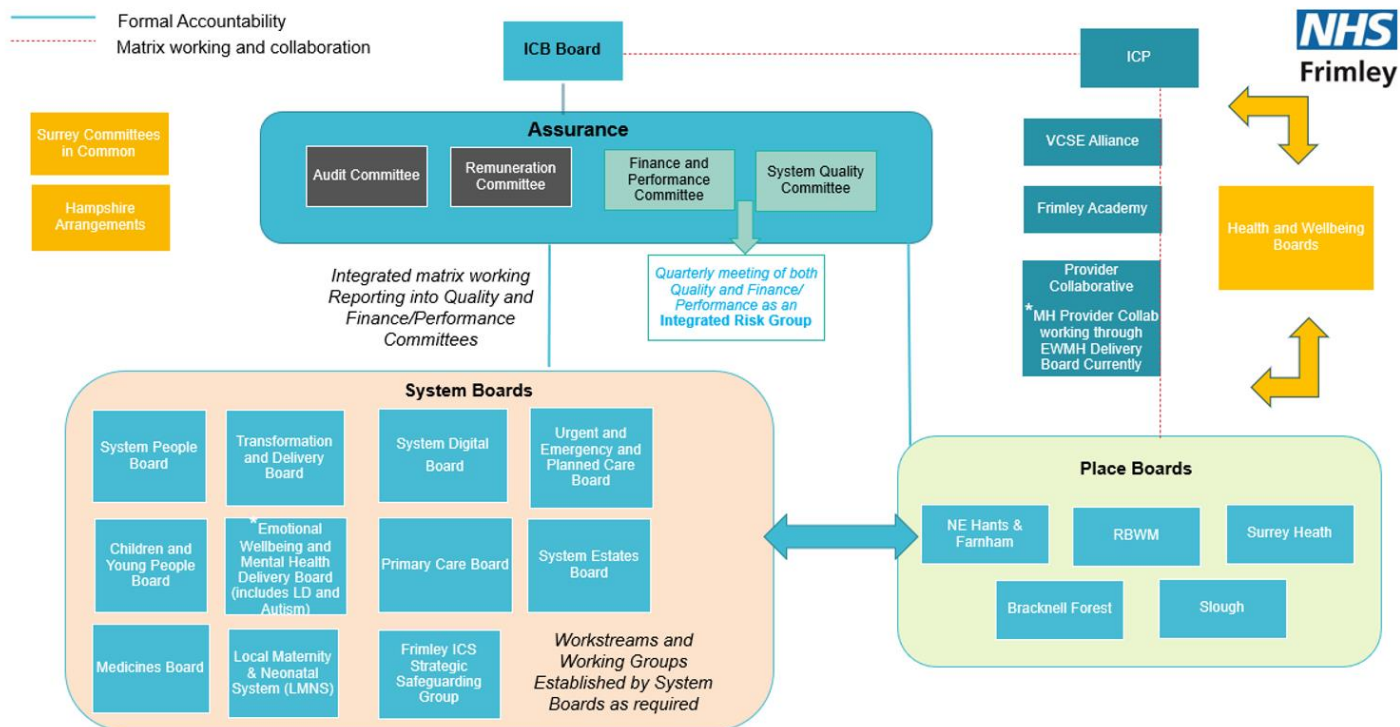 Formal Accountability
Matrix working and collaboration
ICB Board
ICP
NHS
Frimley
Surrey Committees
in Common
Hampshire
Arrangements
Assurance
Audit Committee
Remuneration
Committee
Finance and
Performance
Committee
System Quality
Committee
VCSE Alliance
Frimley Academy
Provider
Collaborative
*MH Provider Collab
working through
EWMH Delivery
Board Currently
Health and Wellbeing
Boards
Integrated matrix working
Reporting into Quality and
Finance/Performance
Committees
Quarterly meeting of both
Quality and Finance/
Performance as an
Integrated Risk Group
System Boards
System People
Board
Transformation
and Delivery
Board
System Digital
Board
Urgent and
Emergency and
Planned Care
Board
Children and
Young People
Board
*Emotional
Wellbeing and
Mental Health
Delivery Board
(includes LD and
Autism)
Primary Care Board
System Estates
Board
Medicines Board
Local Maternity
& Neonatal
System (LMNS)
Frimley ICS
Strategic
Safeguarding
Group
Workstreams and
Working Groups
Established by System
Boards as required
Place Boards
NE Hants &
Farnham
RBWM
Surrey Heath
Bracknell Forest
Slough